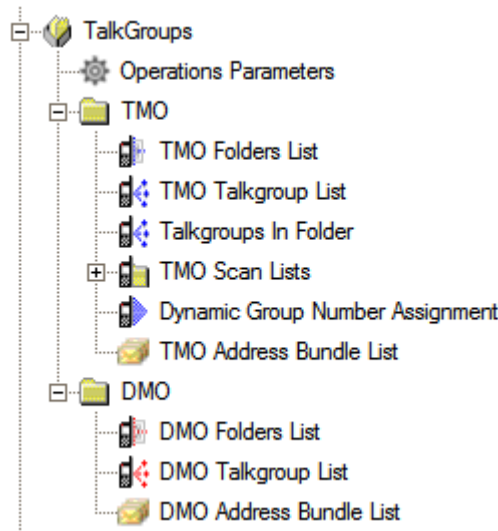 TalkGroups
Operations Parameters
TMO
TMO Folders List
TMO Talkgroup List
Talkgroups In Folder
TMO Scan Lists
Dynamic Group Number Assignment
TMO Address Bundle List
DMO
DMO Folders List
DMO Talkgroup List
DMO Address Bundle List